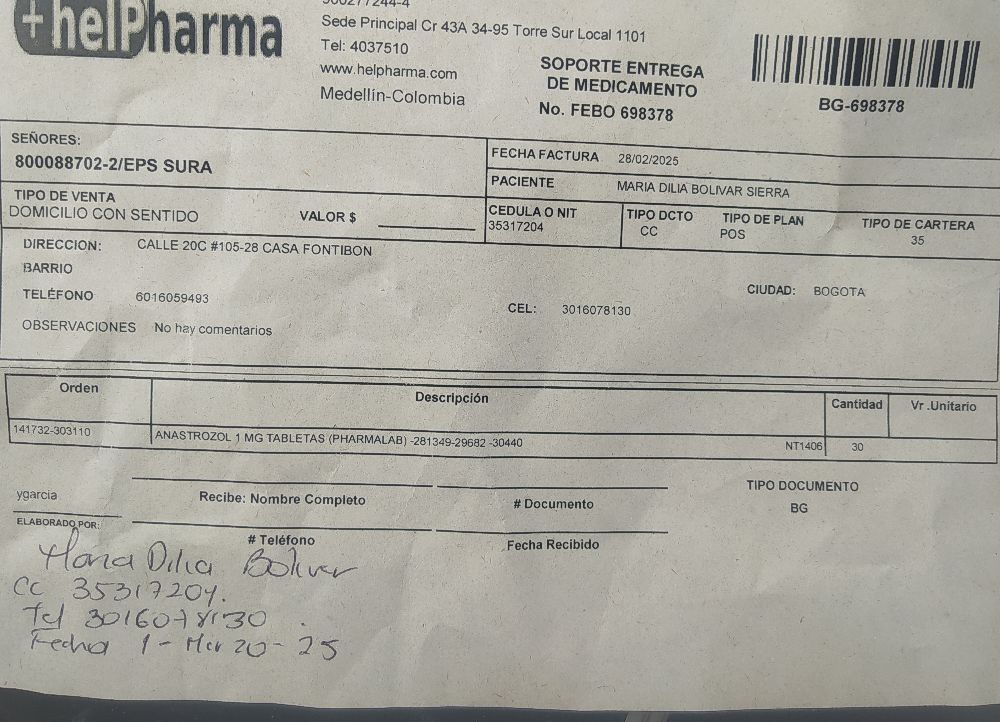 +helPharma
900277244-4
Sede Principal Cr 43A 34-95 Torre Sur Local 1101
Tel: 4037510
www.helpharma.com
Medellín-Colombia
SOPORTE ENTREGA
DE MEDICAMENTO
No. FEBO 698378
BG-698378
SEÑORES:
800088702-2/EPS SURA
FECHA FACTURA 28/02/2025
PACIENTE MARIA DILIA BOLIVAR SIERRA
TIPO DE VENTA
DOMICILIO CON SENTIDO VALOR $
CEDULA O NIT
35317204
TIPO DCTO
CC
TIPO DE PLAN
POS
TIPO DE CARTERA
35
DIRECCION: CALLE 20C #105-28 CASA FONTIBON
BARRIO
TELÉFONO 6016059493
CEL: 3016078130
CIUDAD: BOGOTA
OBSERVACIONES No hay comentarios
Orden Descripción Cantidad Vr .Unitario
141732-303110 ANASTROZOL 1 MG TABLETAS (PHARMALAB) -281349-29682 -30440 NT1406 30
ygarcia
ELABORADO POR:
Recibe: Nombre Completo
# Documento
TIPO DOCUMENTO
BG
# Teléfono
Fecha Recibido
Maria Dilia Bolivar
CC 35317204.
Tel 3016078130
Fecha 1 - Mar 20 - 25